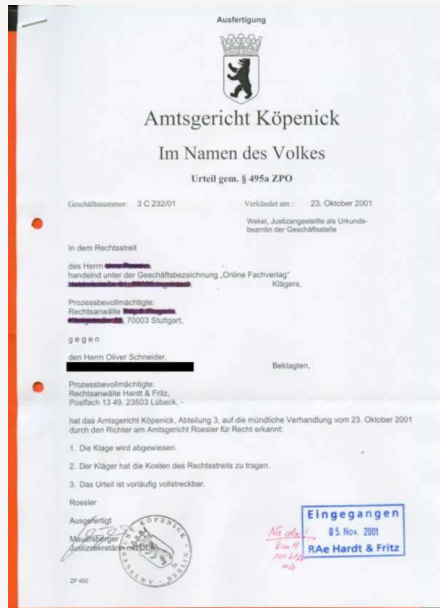 Ausfertigung
Amtsgericht Köpenick
Im Namen des Volkes
Urteil gem. § 495a ZPO
Geschäftsnummer: 3 C 232/01
Verkündet am : 23. Oktober 2001
Wekel, Justizangestellte als Urkunds-
beamtin der Geschäftsstelle
In dem Rechtsstreit
des Herrn
handelnd unter der Geschäftsbezeichnung „Online Fachverlag"
Klägers,
Prozessbevollmächtigte:
Rechtsanwälte
70003 Stuttgart,
g e g e n
den Herrn Oliver Schneider,
Beklagten,
Prozessbevollmächtigte:
Rechtsanwälte Hardt & Fritz,
Postfach 13 49, 23503 Lübeck, -
hat das Amtsgericht Köpenick, Abteilung 3, auf die mündliche Verhandlung vom 23. Oktober 2001
durch den Richter am Amtsgericht Roesler für Recht erkannt:
1. Die Klage wird abgewiesen.
2. Der Kläger hat die Kosten des Rechtsstreits zu tragen.
3. Das Urteil ist vorläufig vollstreckbar.
Roesler
Ausgefertigt
Mauersberger
Justizsekretärin
KÖPENICK
Eingegangen
05. Nov. 2001
RAe Hardt & Fritz
ZP 450